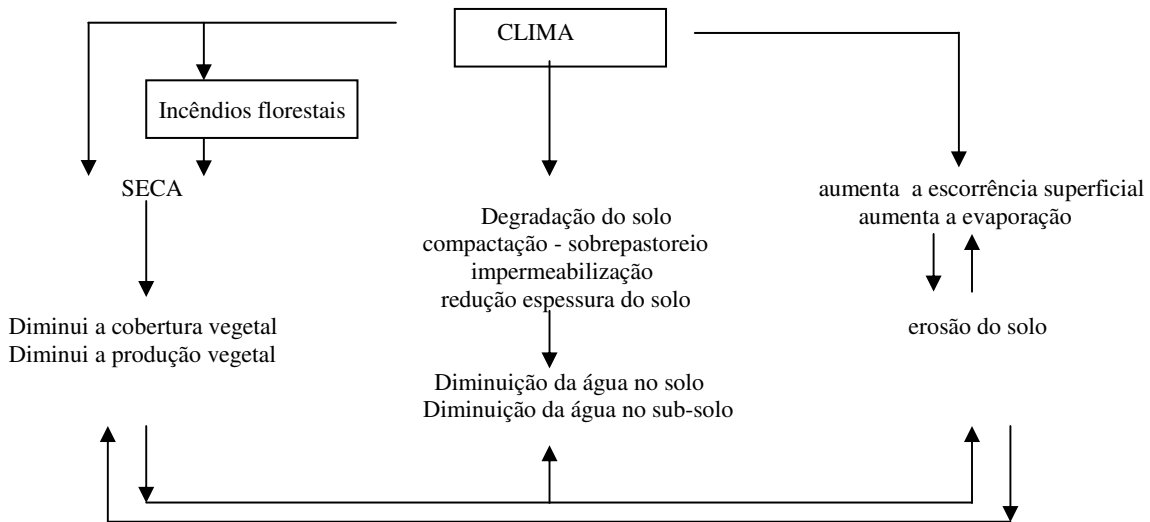 CLIMA
Incêndios florestais
SECA
Diminui a cobertura vegetal
Diminui a produção vegetal
Degradação do solo
compactação - sobrepastoreio
impermeabilização
redução espessura do solo
Diminuição da água no solo
Diminuição da água no sub-solo
aumenta a escorrência superficial
aumenta a evaporação
erosão do solo